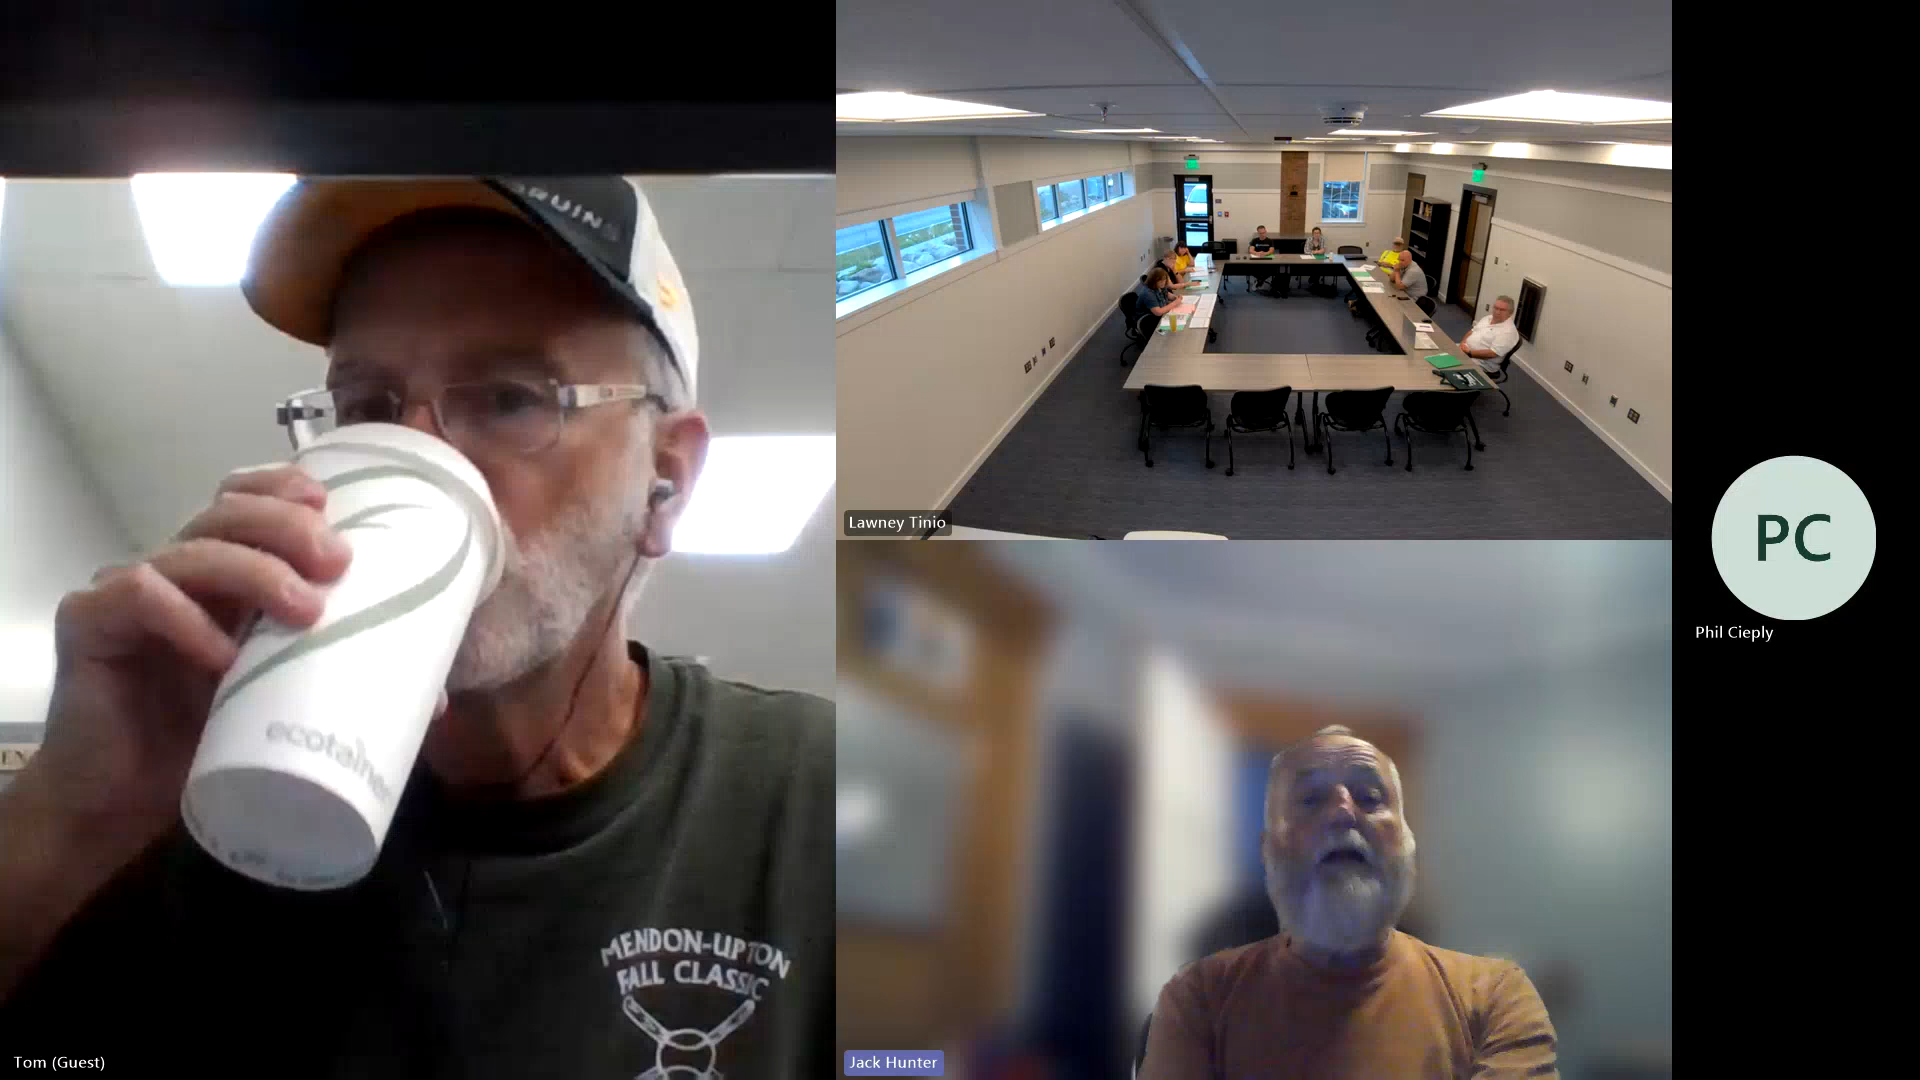 BRUINS
ecotainer
MENDON-UPTON
FALL CLASSIC
Tom (Guest)
Lawney Tinio
Jack Hunter
PC
Phil Cieply